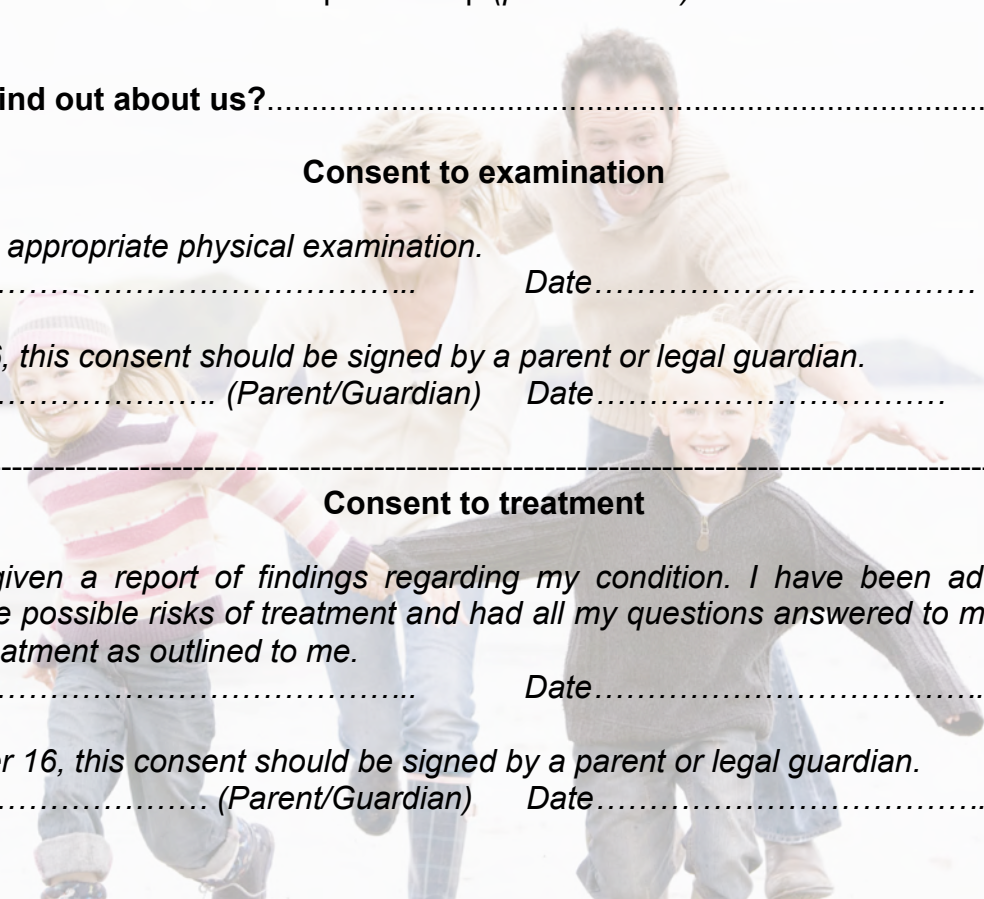 ind out about us?..............................................................................
Consent to examination
appropriate physical examination.
…………………………………….... Date………………………………
, this consent should be signed by a parent or legal guardian.
…………………….. (Parent/Guardian) Date……………………………
------------------------------------------------------------------------------------------
Consent to treatment
given a report of findings regarding my condition. I have been ad
e possible risks of treatment and had all my questions answered to m
eatment as outlined to me.
…………………………………….. Date………………………………..
er 16, this consent should be signed by a parent or legal guardian.
…………………… (Parent/Guardian) Date………………………………..